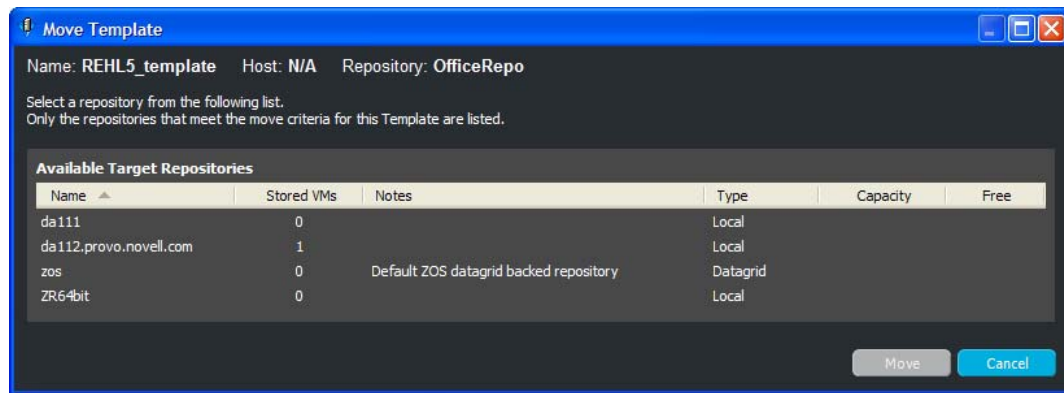 Move Template
Name: REHL5_template Host: N/A Repository: OfficeRepo
Select a repository from the following list.
Only the repositories that meet the move criteria for this Template are listed.
Available Target Repositories
Name Stored VMs Notes Type Capacity Free
da111 0 Local
da112.provo.novell.com 1 Local
zos 0 Default ZOS datagrid backed repository Datagrid
ZR64bit 0 Local
Move Cancel